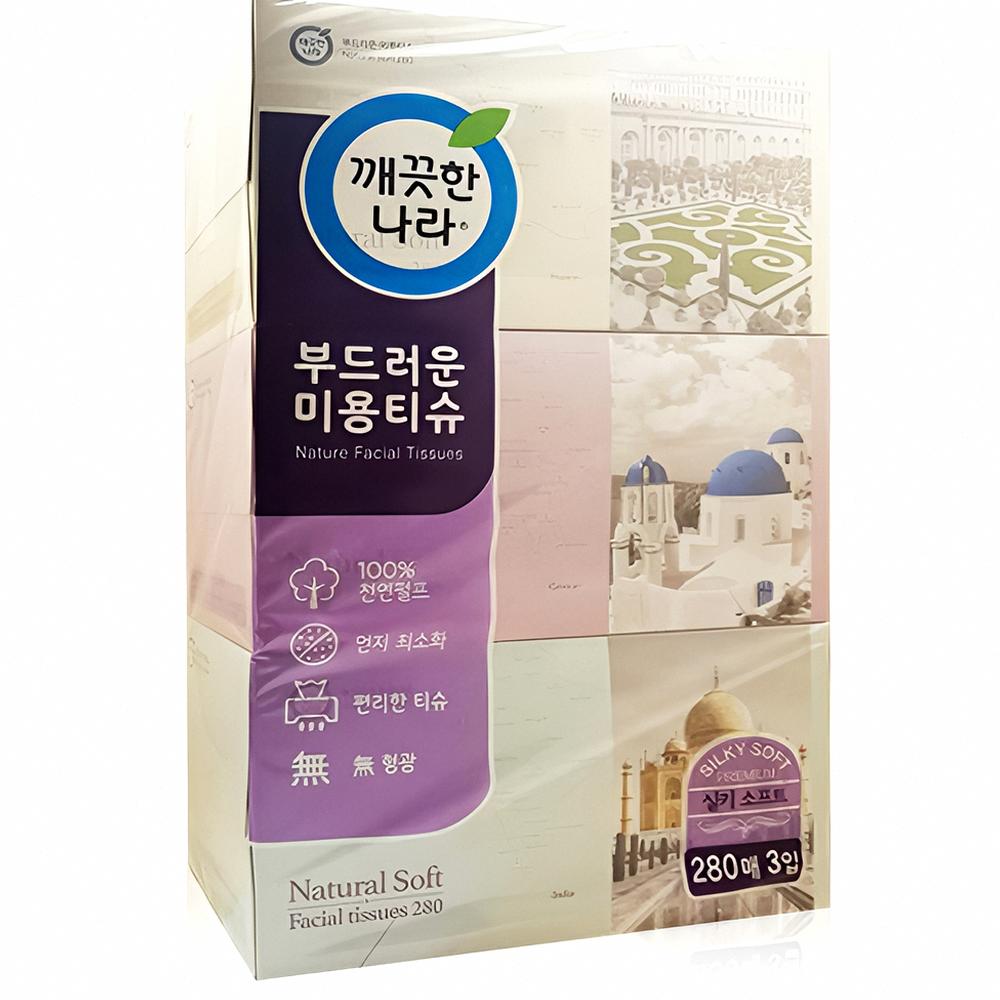 깨끗한
나라
부드러운
미용티슈
Nature Facial Tissues
100%
천연펄프
먼지 최소화
편리한 티슈
無
無 형광
Natural Soft
Facial tissues 280
SILKY SOFT
PREMIUM
실키 소프트
280매 3입